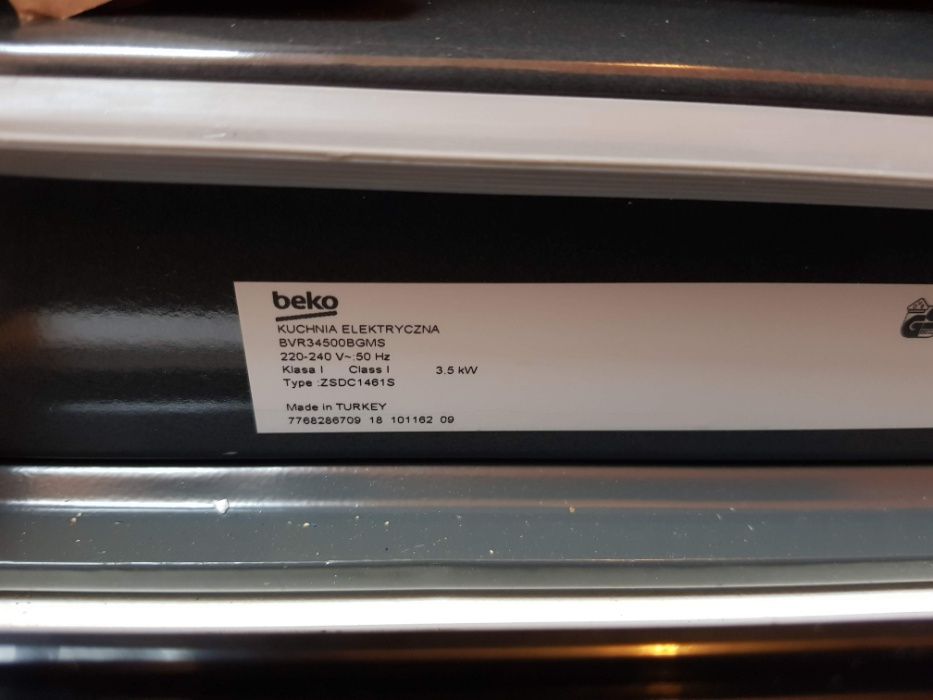 beko
KUCHNIA ELEKTRYCZNA
BVR34500BGMS
220-240 V~:50 Hz
Klasa I Class I 3.5 kW
Type :ZSDC1461S
Made in TURKEY
7768286709 18 101162 09